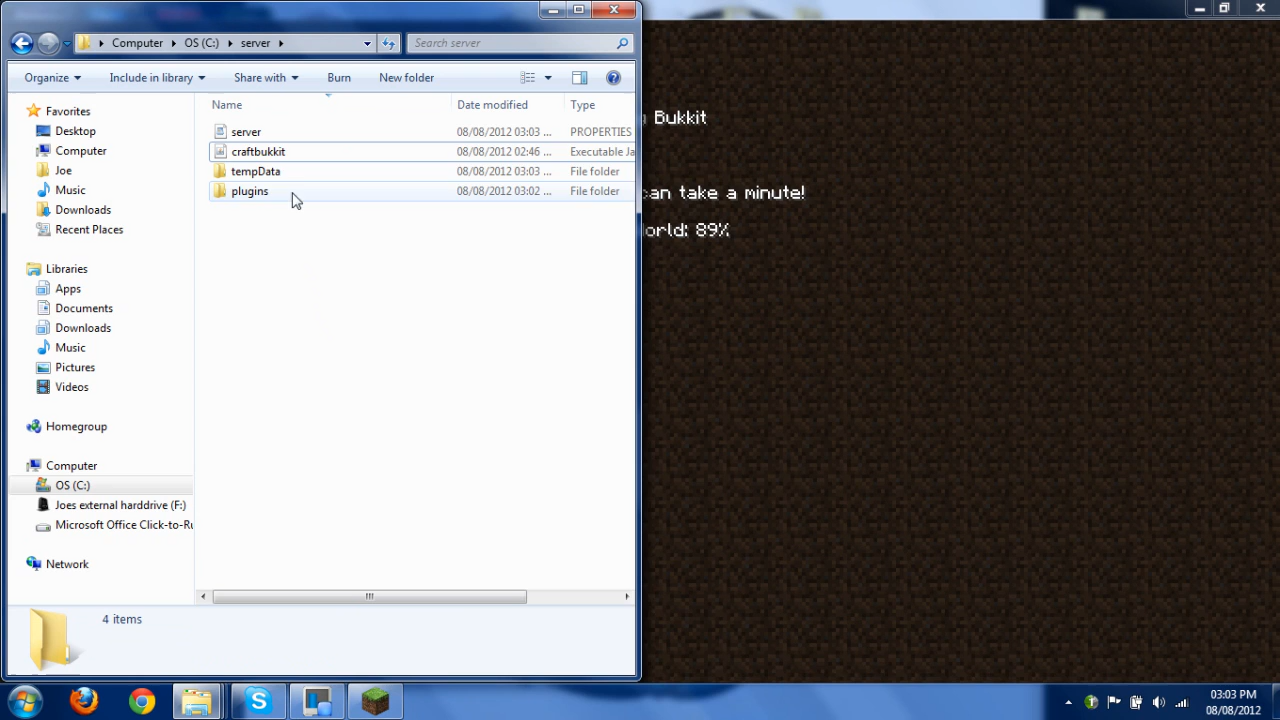 Computer ▸ OS (C:) ▸ server ▸
Search server
Organize
Include in library
Share with
Burn
New folder
Name
Date modified
Type
server
08/08/2012 03:03 ...
PROPERTIES
craftbukkit
08/08/2012 02:46 ...
Executable Ja
tempData
08/08/2012 03:03 ...
File folder
plugins
08/08/2012 03:02 ...
File folder
Favorites
Desktop
Computer
Joe
Music
Downloads
Recent Places
Libraries
Apps
Documents
Downloads
Music
Pictures
Videos
Homegroup
Computer
OS (C:)
Joes external harddrive (F:)
Microsoft Office Click-to-Ru
Network
4 items
Bukkit
can take a minute!
orld: 89%
03:03 PM
08/08/2012